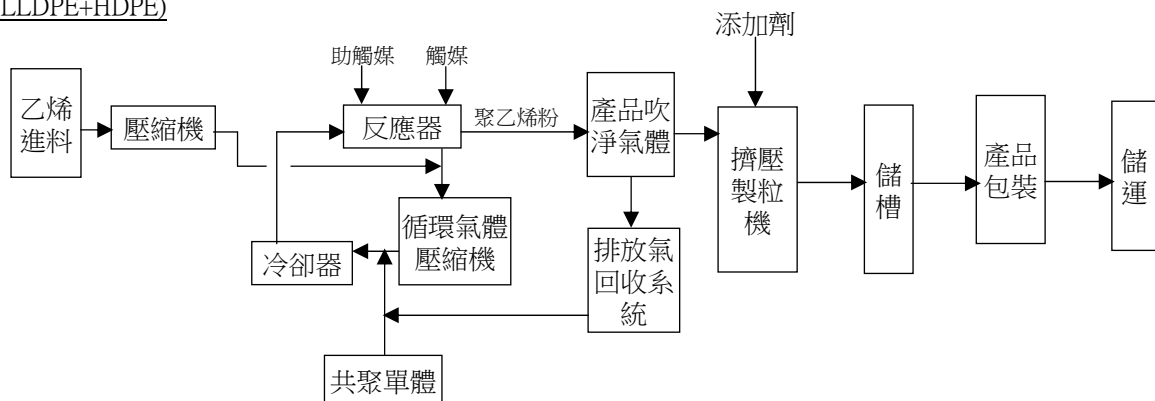 LLDPE+HDPE)
添加劑
助觸媒
觸媒
乙烯
進料
壓縮機
反應器
聚乙烯粉
產品吹
淨氣體
擠壓
製粒
機
儲
槽
產品
包裝
儲
運
循環氣體
壓縮機
冷卻器
排放氣
回收系
統
共聚單體